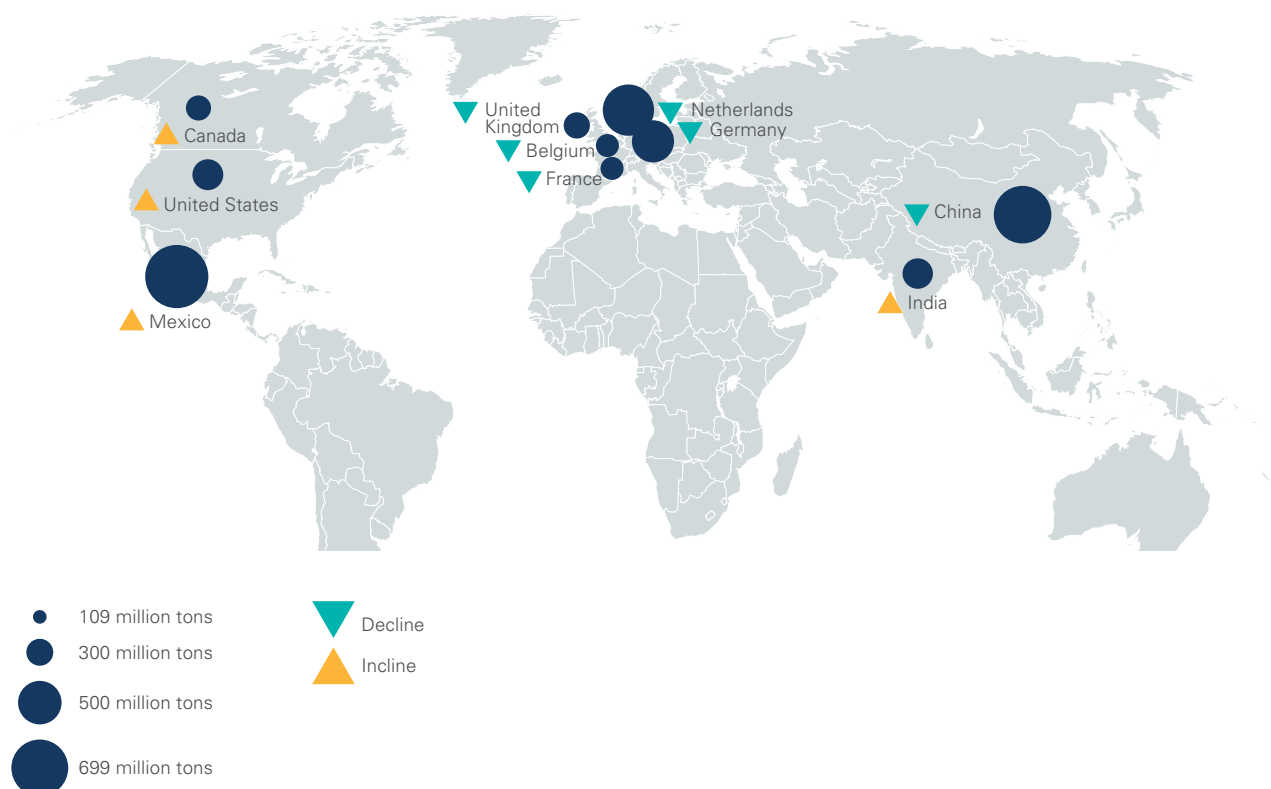 Canada
United States
Mexico
United
Kingdom
Belgium
France
Netherlands
Germany
China
India
109 million tons
300 million tons
500 million tons
699 million tons
Decline
Incline